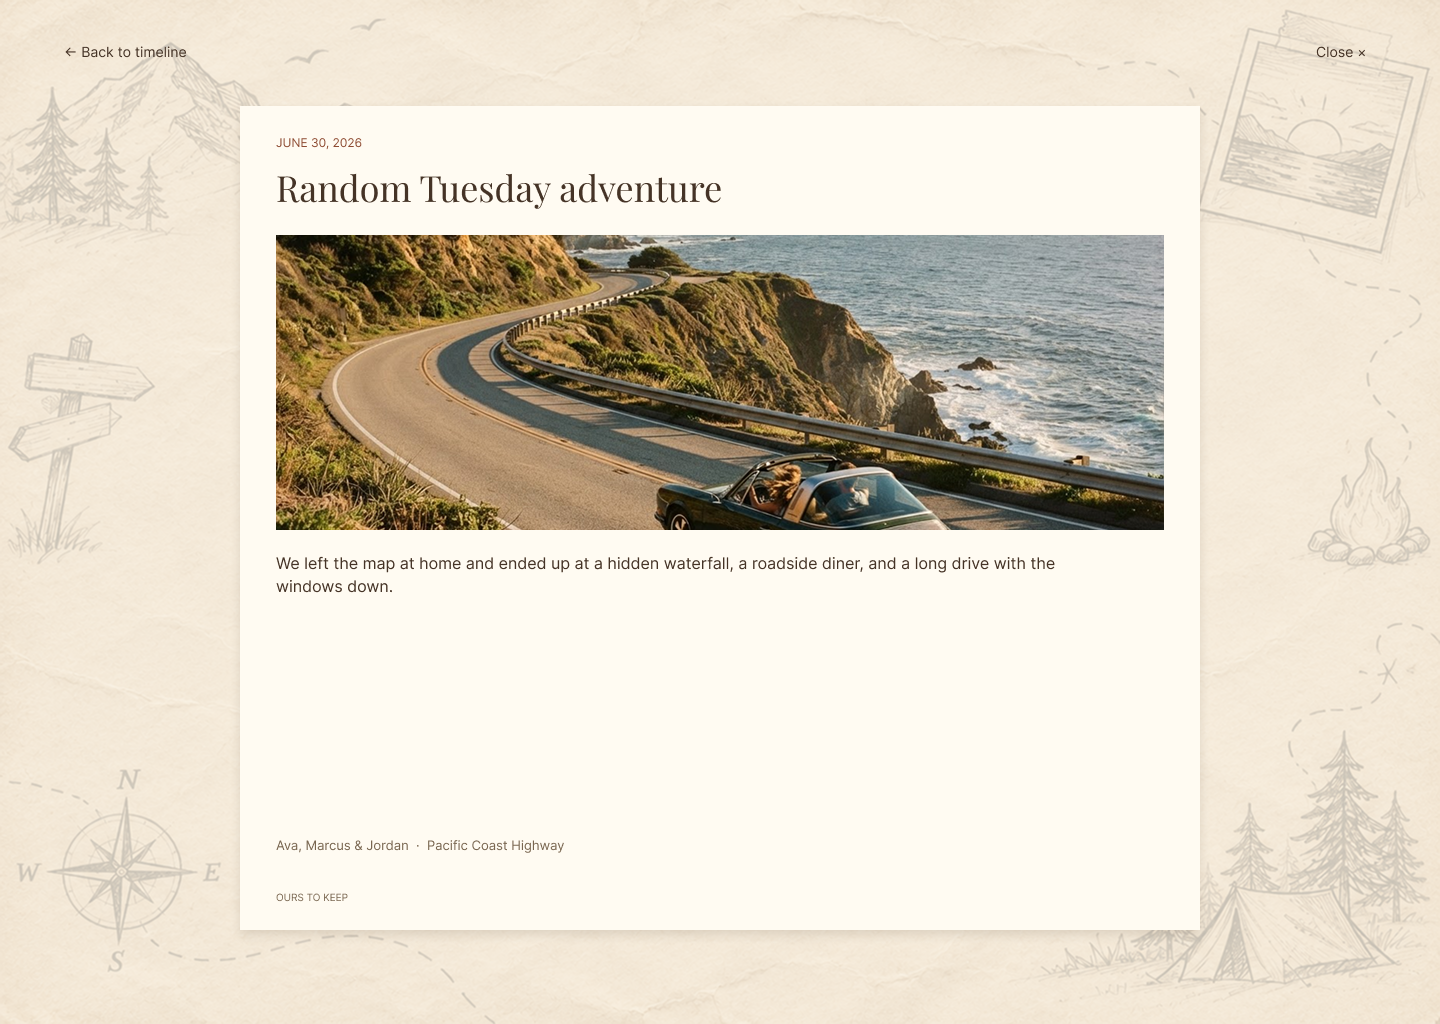 ← Back to timeline
Close ×
JUNE 30, 2026
Random Tuesday adventure
We left the map at home and ended up at a hidden waterfall, a roadside diner, and a long drive with the
windows down.
N
W
E
S
Ava, Marcus & Jordan · Pacific Coast Highway
OURS TO KEEP